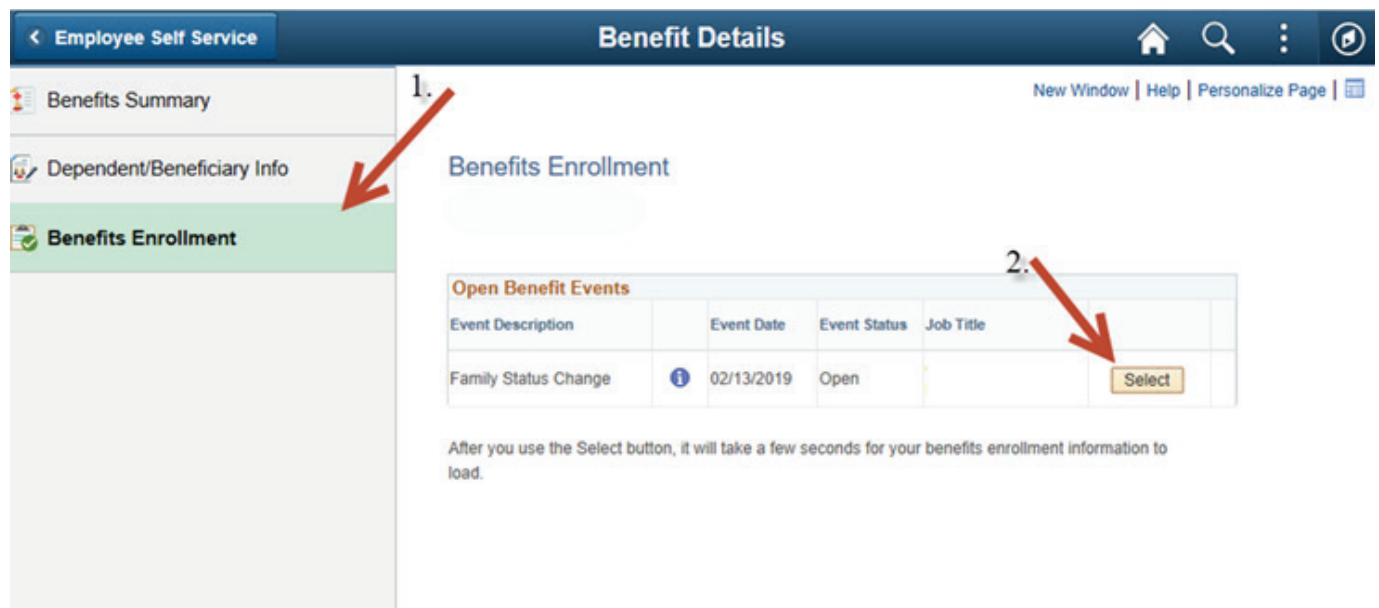 Employee Self Service
Benefit Details
Benefits Summary
1.
New Window | Help | Personalize Page |
Dependent/Beneficiary Info
Benefits Enrollment
Benefits Enrollment
2.
Open Benefit Events
Event Description Event Date Event Status Job Title
Family Status Change 02/13/2019 Open Select
After you use the Select button, it will take a few seconds for your benefits enrollment information to
load.